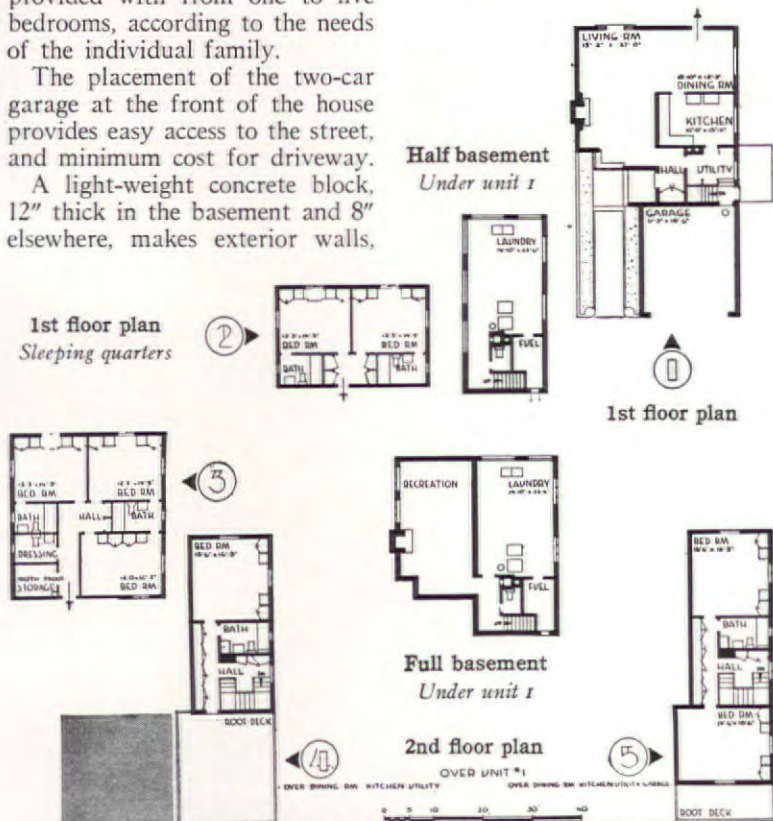 provided with from one to five
bedrooms, according to the needs
of the individual family.
The placement of the two-car
garage at the front of the house
provides easy access to the street,
and minimum cost for driveway.
A light-weight concrete block,
12" thick in the basement and 8"
elsewhere, makes exterior walls,
LIVING RM
DINING RM
KITCHEN
HALL
UTILITY
GARAGE
1
1st floor plan
Half basement
Under unit 1
LAUNDRY
FUEL
1st floor plan
Sleeping quarters
2
BED RM
BED RM
BATH
BATH
3
BED RM
BED RM
BATH
HALL
BATH
DRESSING
STORAGE
BED RM
BED RM
BATH
HALL
ROOF DECK
4
RECREATION
LAUNDRY
FUEL
Full basement
Under unit 1
2nd floor plan
OVER UNIT #1
OVER DINING RM KITCHEN UTILITY
OVER DINING RM KITCHEN UTILITY GARAGE
0 5 10 20 30 40
5
BED RM
BATH
HALL
BED RM
ROOF DECK